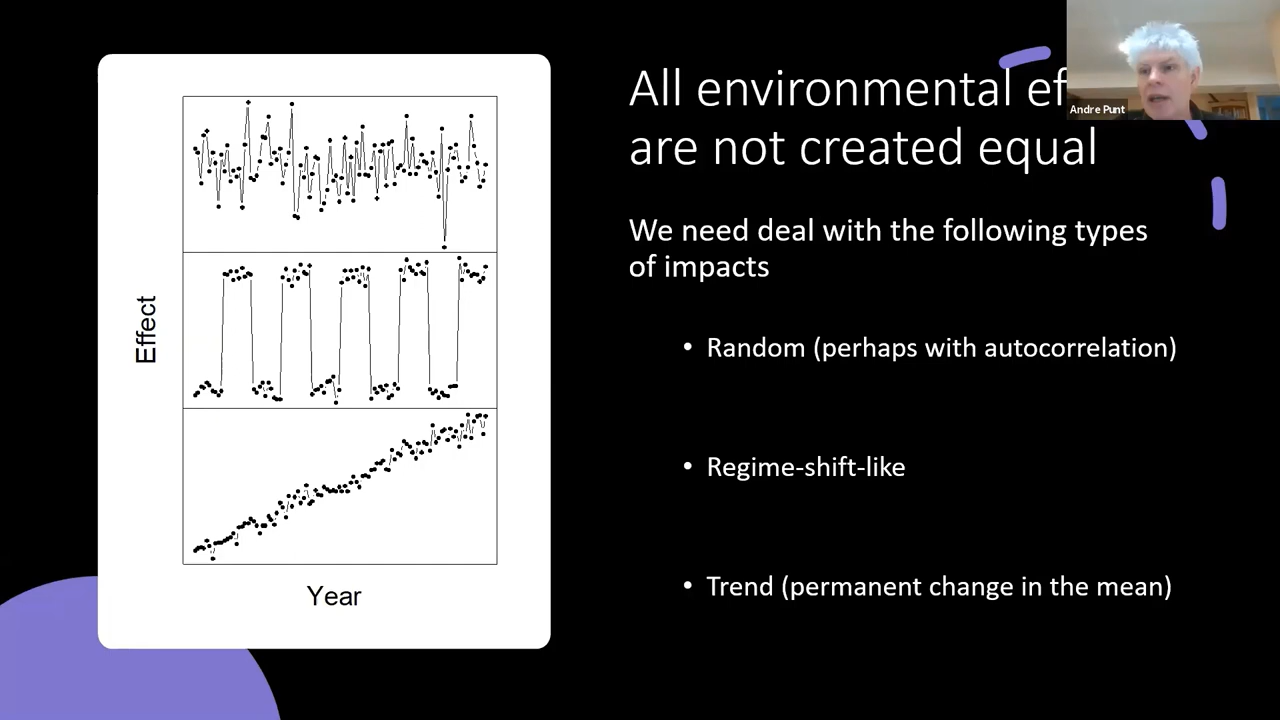 All environmental ef
are not created equal
Andre Punt
We need deal with the following types
of impacts
• Random (perhaps with autocorrelation)
• Regime-shift-like
• Trend (permanent change in the mean)
Effect
Year